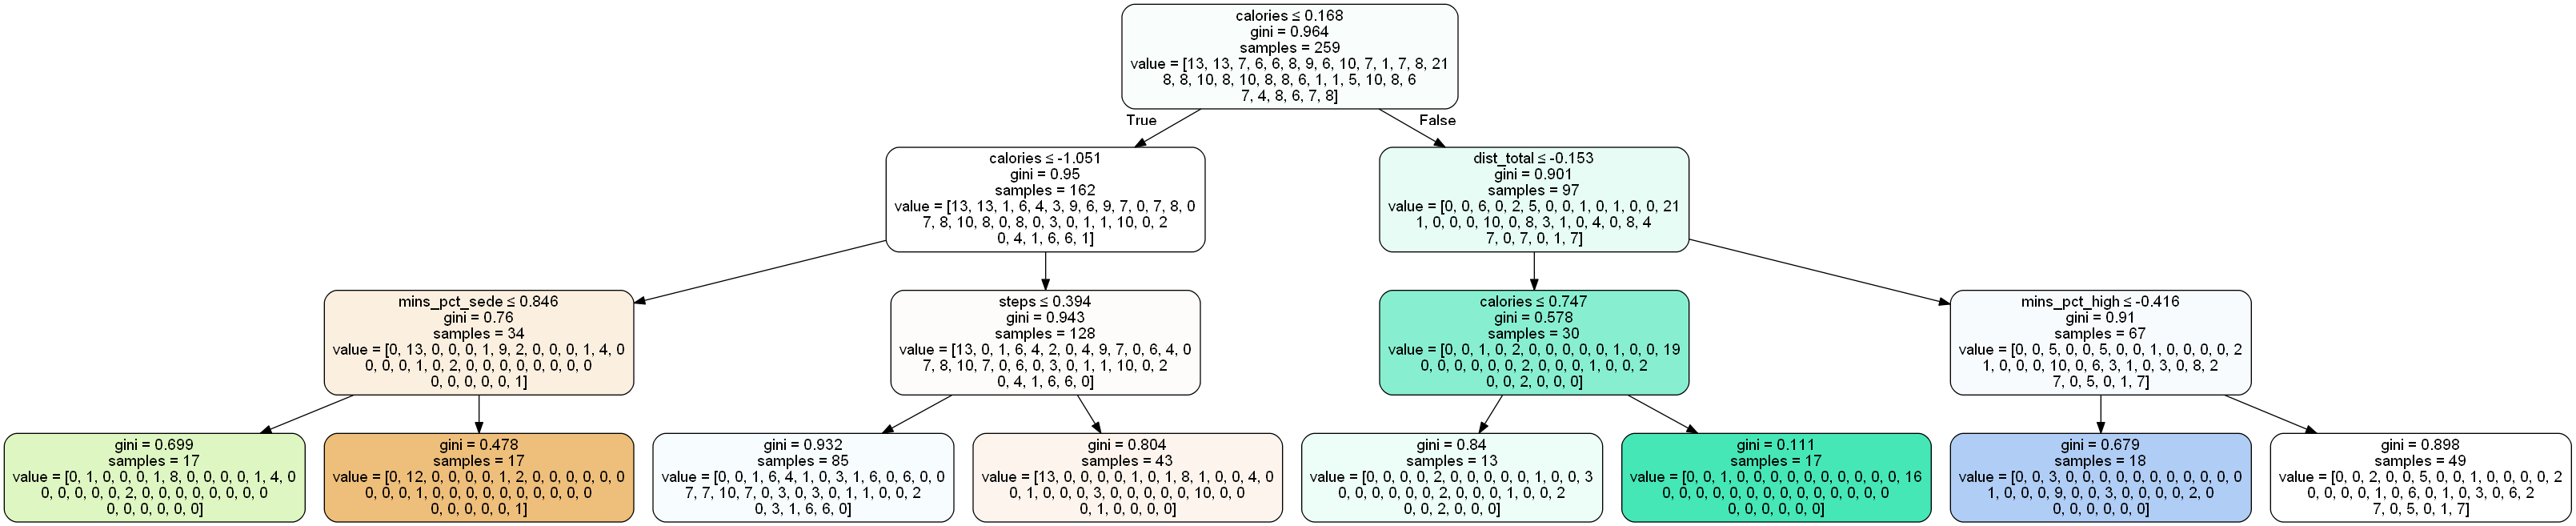 calories ≤ 0.168
gini = 0.964
samples = 259
value = [13, 13, 7, 6, 6, 8, 9, 6, 10, 7, 1, 7, 8, 21
8, 8, 10, 8, 10, 8, 8, 6, 1, 1, 5, 10, 8, 6
7, 4, 8, 6, 7, 8]
True
False
calories ≤ -1.051
gini = 0.95
samples = 162
value = [13, 13, 1, 6, 4, 3, 9, 6, 9, 7, 0, 7, 8, 0
7, 8, 10, 8, 0, 8, 0, 3, 0, 1, 1, 10, 0, 2
0, 4, 1, 6, 6, 1]
dist_total ≤ -0.153
gini = 0.901
samples = 97
value = [0, 0, 6, 0, 2, 5, 0, 0, 1, 0, 1, 0, 0, 21
1, 0, 0, 0, 10, 0, 8, 3, 1, 0, 4, 0, 8, 4
7, 0, 7, 0, 1, 7]
mins_pct_sede ≤ 0.846
gini = 0.76
samples = 34
value = [0, 13, 0, 0, 0, 1, 9, 2, 0, 0, 0, 1, 4, 0
0, 0, 0, 1, 0, 2, 0, 0, 0, 0, 0, 0, 0, 0
0, 0, 0, 0, 0, 1]
steps ≤ 0.394
gini = 0.943
samples = 128
value = [13, 0, 1, 6, 4, 2, 0, 4, 9, 7, 0, 6, 4, 0
7, 8, 10, 7, 0, 6, 0, 3, 0, 1, 1, 10, 0, 2
0, 4, 1, 6, 6, 0]
calories ≤ 0.747
gini = 0.578
samples = 30
value = [0, 0, 1, 0, 2, 0, 0, 0, 0, 0, 1, 0, 0, 19
0, 0, 0, 0, 0, 0, 2, 0, 0, 0, 1, 0, 0, 2
0, 0, 2, 0, 0, 0]
mins_pct_high ≤ -0.416
gini = 0.91
samples = 67
value = [0, 0, 5, 0, 0, 5, 0, 0, 1, 0, 0, 0, 0, 2
1, 0, 0, 0, 10, 0, 6, 3, 1, 0, 3, 0, 8, 2
7, 0, 5, 0, 1, 7]
gini = 0.699
samples = 17
value = [0, 1, 0, 0, 0, 1, 8, 0, 0, 0, 0, 1, 4, 0
0, 0, 0, 0, 0, 2, 0, 0, 0, 0, 0, 0, 0, 0
0, 0, 0, 0, 0, 0]
gini = 0.478
samples = 17
value = [0, 12, 0, 0, 0, 0, 1, 2, 0, 0, 0, 0, 0, 0
0, 0, 0, 1, 0, 0, 0, 0, 0, 0, 0, 0, 0, 0
0, 0, 0, 0, 0, 1]
gini = 0.932
samples = 85
value = [0, 0, 1, 6, 4, 1, 0, 3, 1, 6, 0, 6, 0, 0
7, 7, 10, 7, 0, 3, 0, 3, 0, 1, 1, 0, 0, 2
0, 3, 1, 6, 6, 0]
gini = 0.804
samples = 43
value = [13, 0, 0, 0, 0, 1, 0, 1, 8, 1, 0, 0, 4, 0
0, 1, 0, 0, 0, 3, 0, 0, 0, 0, 0, 10, 0, 0
0, 1, 0, 0, 0, 0]
gini = 0.84
samples = 13
value = [0, 0, 0, 0, 2, 0, 0, 0, 0, 0, 1, 0, 0, 3
0, 0, 0, 0, 0, 0, 2, 0, 0, 0, 1, 0, 0, 2
0, 0, 2, 0, 0, 0]
gini = 0.111
samples = 17
value = [0, 0, 1, 0, 0, 0, 0, 0, 0, 0, 0, 0, 0, 16
0, 0, 0, 0, 0, 0, 0, 0, 0, 0, 0, 0, 0, 0
0, 0, 0, 0, 0, 0]
gini = 0.679
samples = 18
value = [0, 0, 3, 0, 0, 0, 0, 0, 0, 0, 0, 0, 0, 0
1, 0, 0, 0, 9, 0, 0, 3, 0, 0, 0, 0, 2, 0
0, 0, 0, 0, 0, 0]
gini = 0.898
samples = 49
value = [0, 0, 2, 0, 0, 5, 0, 0, 1, 0, 0, 0, 0, 2
0, 0, 0, 0, 1, 0, 6, 0, 1, 0, 3, 0, 6, 2
7, 0, 5, 0, 1, 7]